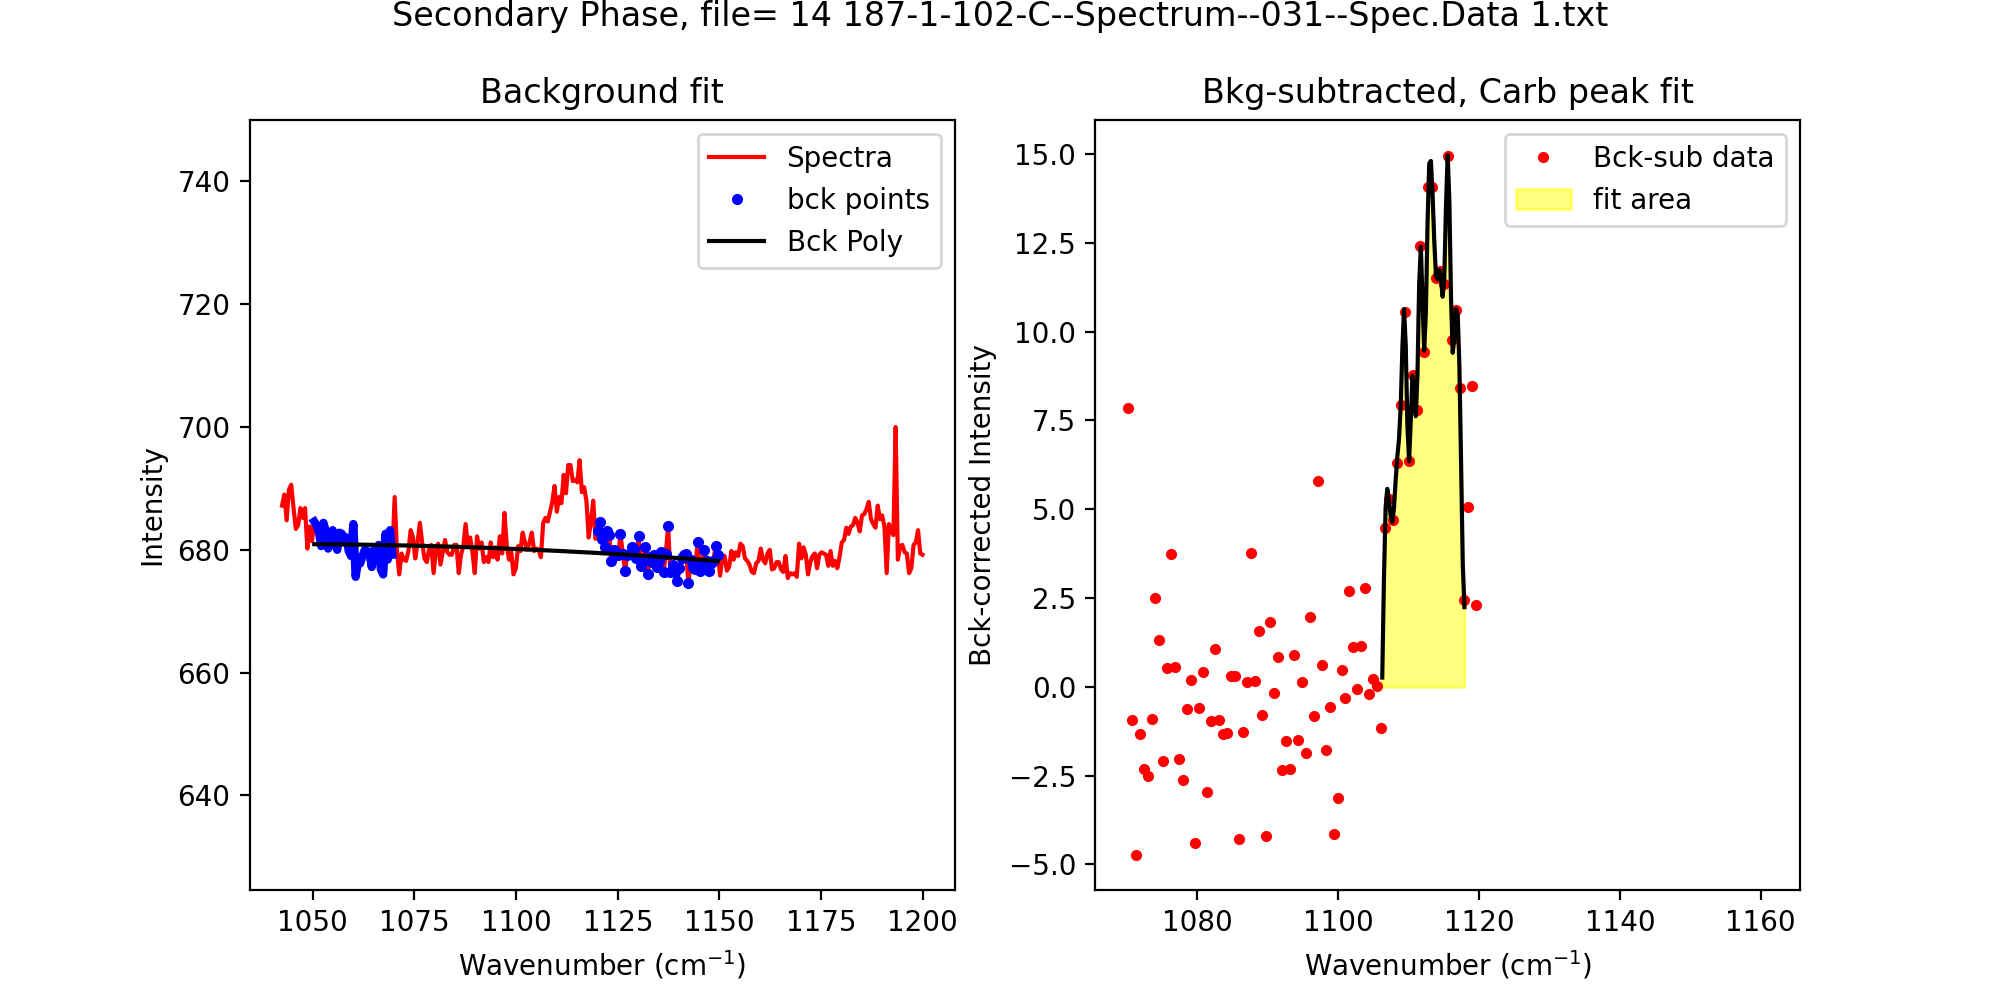 Secondary Phase, file= 14 187-1-102-C--Spectrum--031--Spec.Data 1.txt
Background fit
Spectra
bck points
Bck Poly
740
720
700
680
660
640
Intensity
1050 1075 1100 1125 1150 1175 1200
Wavenumber (cm⁻¹)
Bkg-subtracted, Carb peak fit
Bck-sub data
fit area
15.0
12.5
10.0
7.5
5.0
2.5
0.0
−2.5
−5.0
Bck-corrected Intensity
1080 1100 1120 1140 1160
Wavenumber (cm⁻¹)